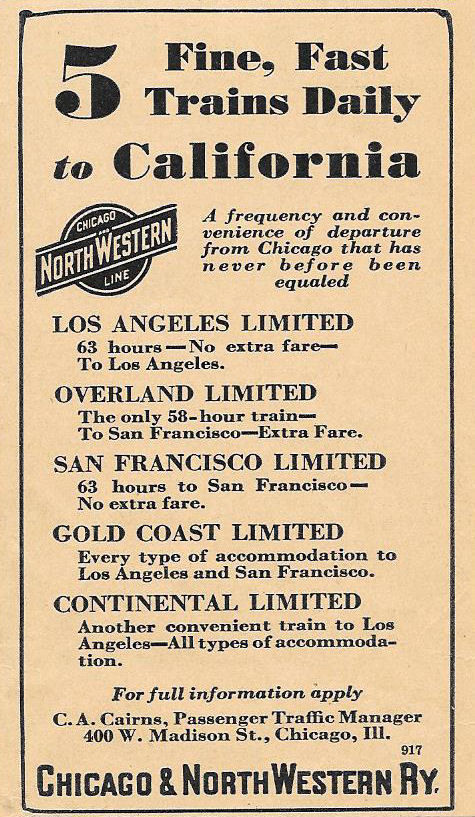 5 Fine, Fast
Trains Daily
to California
CHICAGO
AND
NORTH WESTERN
LINE
A frequency and con-
venience of departure
from Chicago that has
never before been
equaled
LOS ANGELES LIMITED
63 hours—No extra fare—
To Los Angeles.
OVERLAND LIMITED
The only 58-hour train—
To San Francisco—Extra Fare.
SAN FRANCISCO LIMITED
63 hours to San Francisco—
No extra fare.
GOLD COAST LIMITED
Every type of accommodation to
Los Angeles and San Francisco.
CONTINENTAL LIMITED
Another convenient train to Los
Angeles—All types of accommoda-
tion.
For full information apply
C. A. Cairns, Passenger Traffic Manager
400 W. Madison St., Chicago, Ill.
917
CHICAGO & NORTH WESTERN RY.